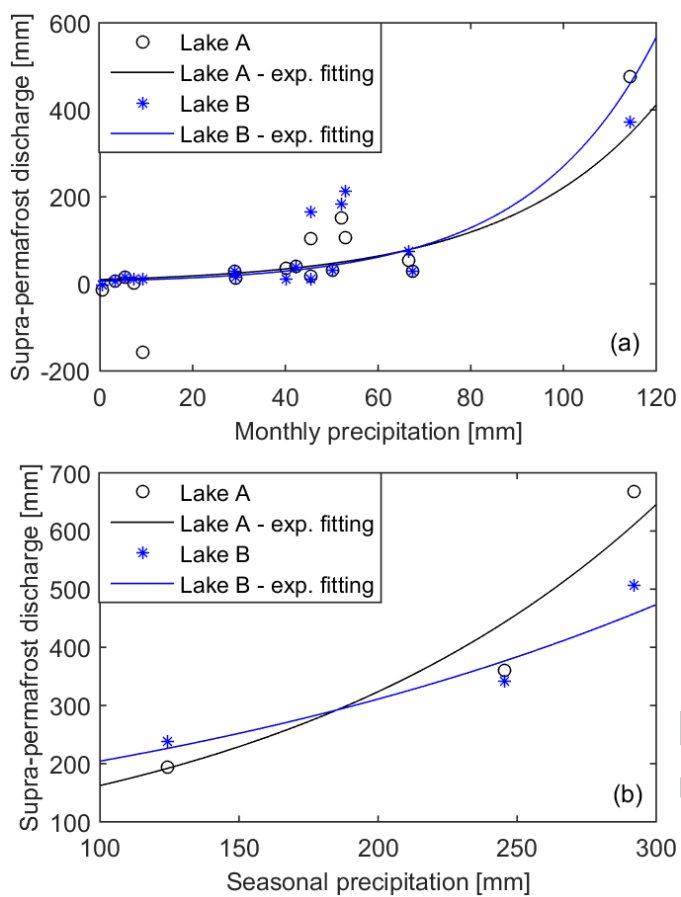 Supra-permafrost discharge [mm]
600
400
200
0
-200
Lake A
Lake A - exp. fitting
Lake B
Lake B - exp. fitting
(a)
0 20 40 60 80 100 120
Monthly precipitation [mm]
Supra-permafrost discharge [mm]
700
600
500
400
300
200
100
Lake A
Lake A - exp. fitting
Lake B
Lake B - exp. fitting
(b)
100 150 200 250 300
Seasonal precipitation [mm]